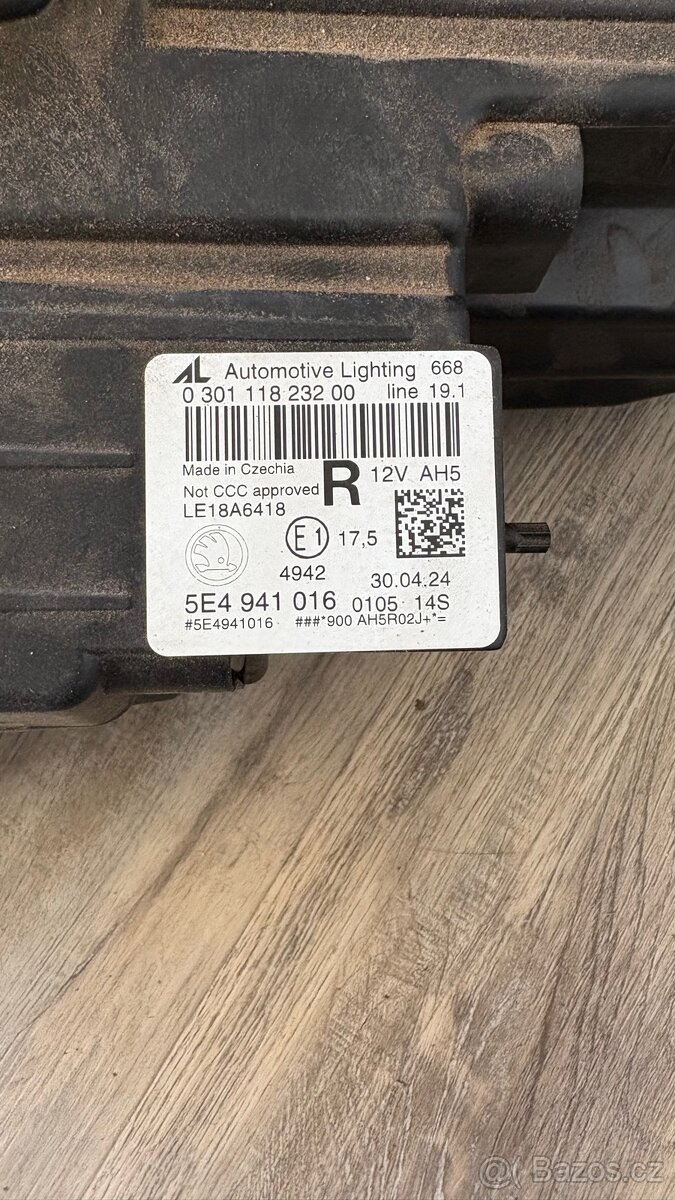 AL Automotive Lighting 668
0 301 118 232 00 line 19.1
Made in Czechia
Not CCC approved R 12V AH5
LE18A6418
E1 17,5
4942 30.04.24
5E4 941 016 0105 14S
#5E4941016 ###*900 AH5R02J+*=
@ Bazos.cz